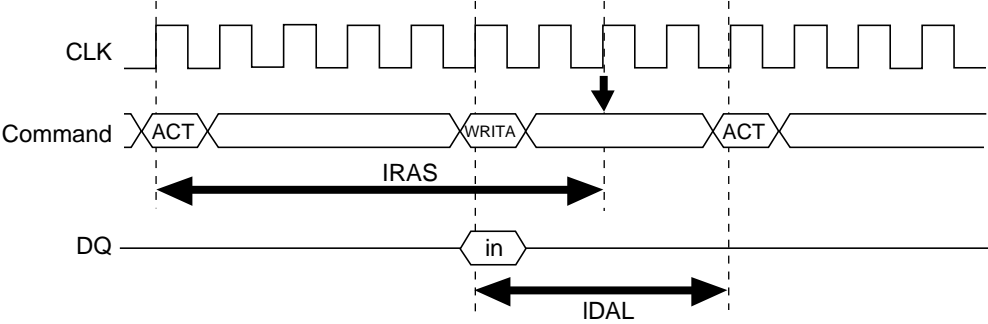 CLK
Command ACT WRITA ACT
IRAS
DQ in
IDAL